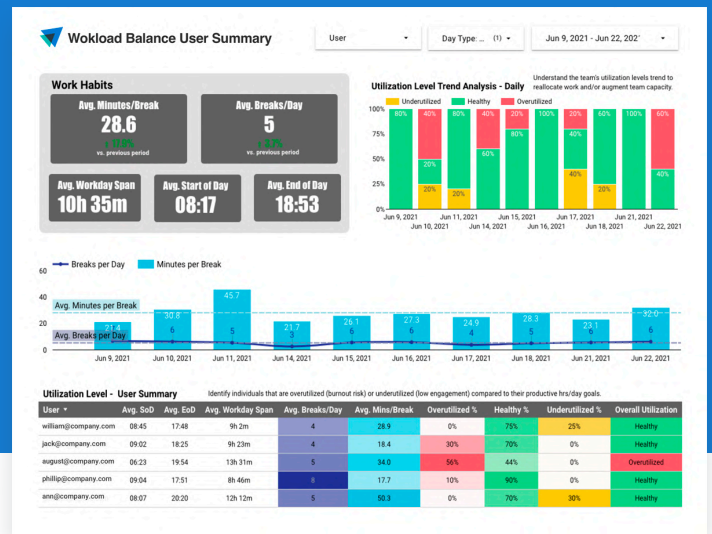 Wokload Balance User Summary
User
Day Type: ... (1)
Jun 9, 2021 - Jun 22, 202
Work Habits
Avg. Minutes/Break
28.6
vs. previous period
Avg. Breaks/Day
5
vs. previous period
Avg. Workday Span
10h 35m
Avg. Start of Day
08:17
Avg. End of Day
18:53
Utilization Level Trend Analysis - Daily
Understand the team's utilization levels trend to
reallocate work and/or augment team capacity.
Underutilized Healthy Overutilized
100%
75%
50%
25%
0%
80% 40% 80% 40% 20% 100% 20% 60% 100% 60%
20% 60% 80% 40% 40%
20% 20% 40% 20%
Jun 9, 2021 Jun 11, 2021 Jun 15, 2021 Jun 17, 2021 Jun 21, 2021
Jun 10, 2021 Jun 14, 2021 Jun 16, 2021 Jun 18, 2021 Jun 22, 2021
Breaks per Day Minutes per Break
60
40
20
0
Avg. Minutes per Break
Avg. Breaks per Day
21.4 30.8 45.7 21.7 26.1 27.3 24.9 28.3 23.1 32.0
6 5 3 6 6 4 5 6 6
Jun 9, 2021 Jun 10, 2021 Jun 11, 2021 Jun 14, 2021 Jun 15, 2021 Jun 16, 2021 Jun 17, 2021 Jun 18, 2021 Jun 21, 2021 Jun 22, 2021
Utilization Level - User Summary
Identify individuals that are overutilized (burnout risk) or underutilized (low engagement) compared to their productive hrs/day goals.
User Avg. SoD Avg. EoD Avg. Workday Span Avg. Breaks/Day Avg. Mins/Break Overutilized % Healthy % Underutilized % Overall Utilization
william@company.com 08:45 17:48 9h 2m 4 28.9 0% 75% 25% Healthy
jack@company.com 09:02 18:25 9h 23m 4 18.4 30% 70% 0% Healthy
august@company.com 06:23 19:54 13h 31m 5 34.0 56% 44% 0% Overutilized
phillip@company.com 09:04 17:51 8h 46m 8 17.7 10% 90% 0% Healthy
ann@company.com 08:07 20:20 12h 12m 5 50.3 0% 70% 30% Healthy